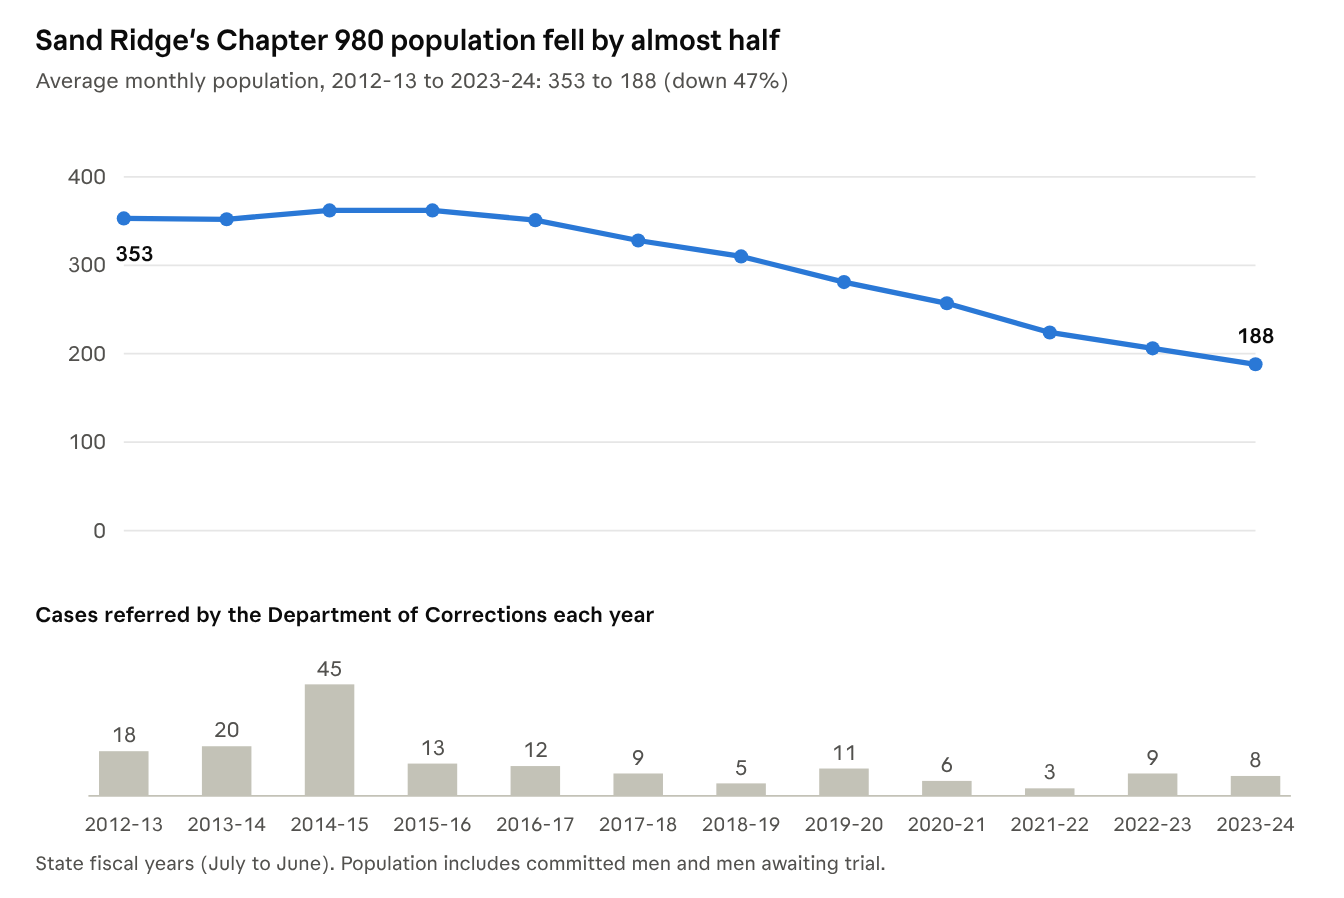 Sand Ridge's Chapter 980 population fell by almost half
Average monthly population, 2012-13 to 2023-24: 353 to 188 (down 47%)
400
353
300
188
200
100
0
Cases referred by the Department of Corrections each year
18 20 45 13 12 9 5 11 6 3 9 8
2012-13 2013-14 2014-15 2015-16 2016-17 2017-18 2018-19 2019-20 2020-21 2021-22 2022-23 2023-24
State fiscal years (July to June). Population includes committed men and men awaiting trial.